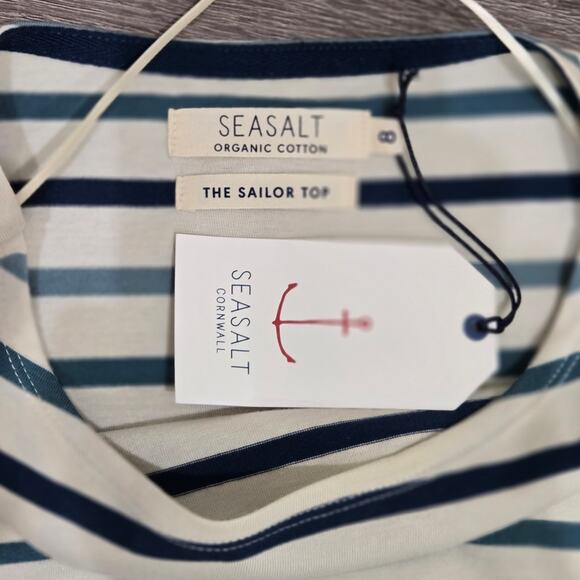 SEASALT
ORGANIC COTTON
8
THE SAILOR TOP
SEASALT
CORNWALL